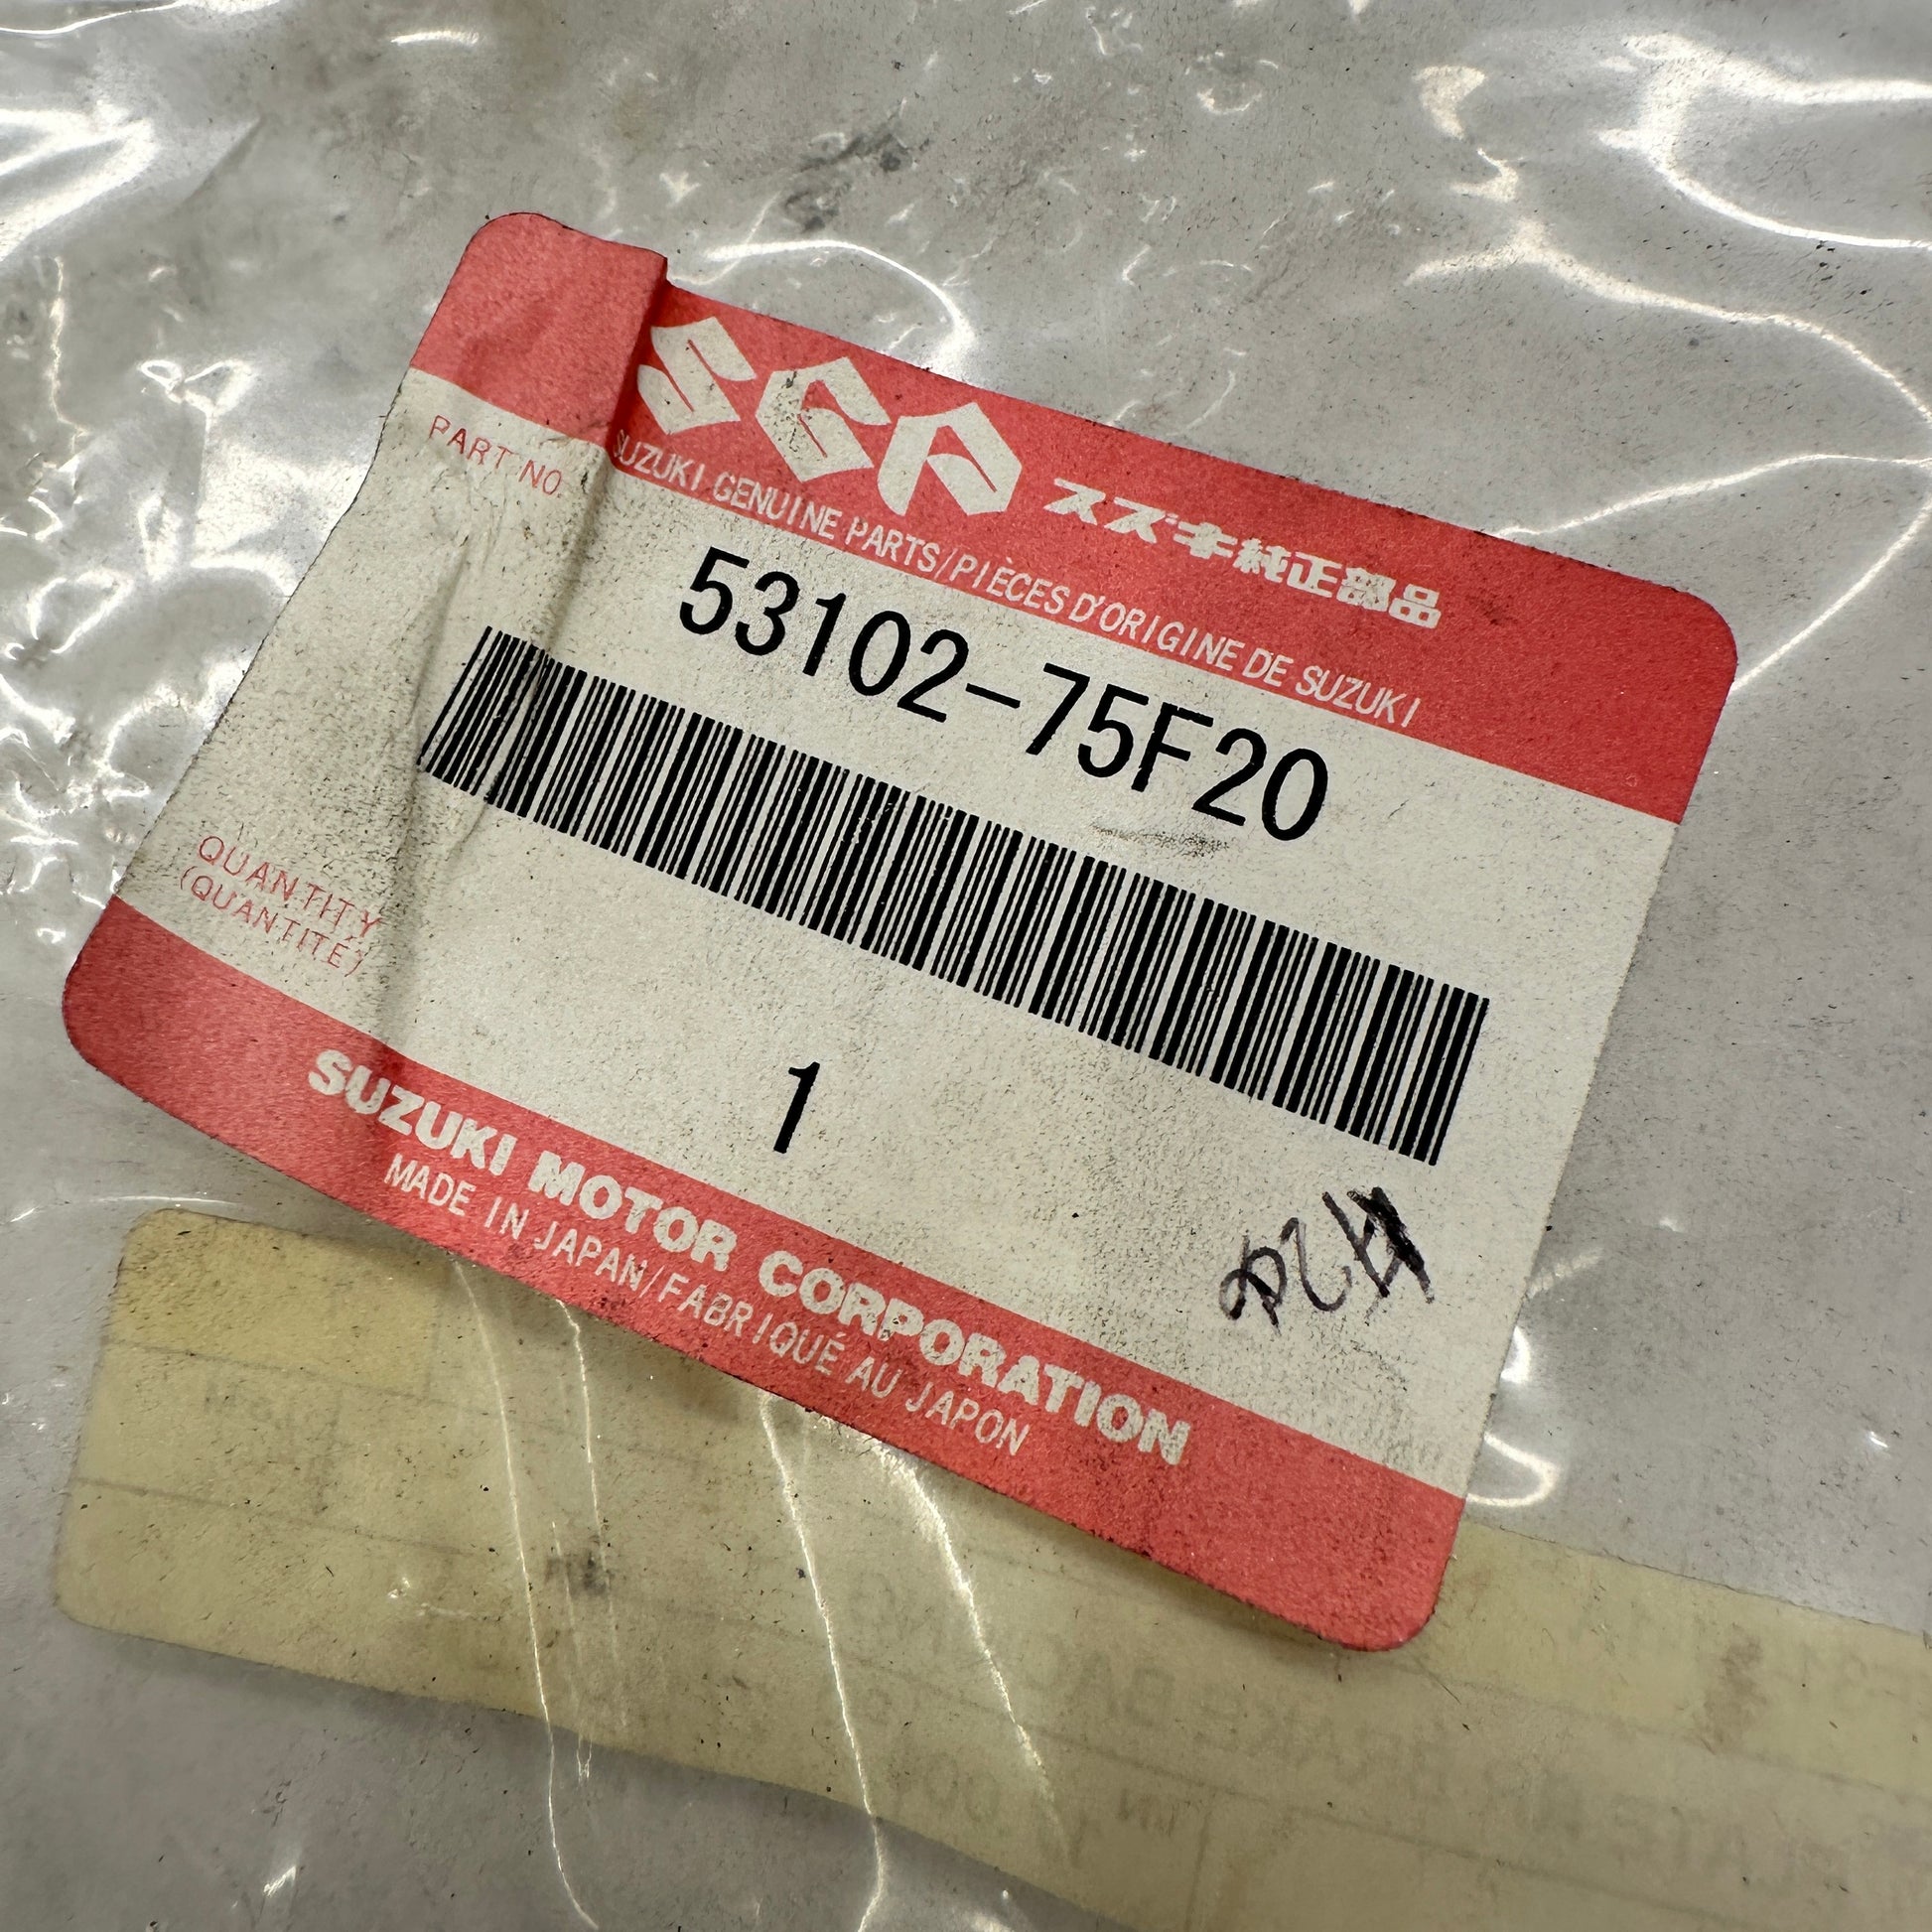 SGP スズキ純正部品
SUZUKI GENUINE PARTS/PIÈCES D'ORIGINE DE SUZUKI
PART NO.
53102-75F20
QUANTITY
(QUANTITÉ)
1
SUZUKI MOTOR CORPORATION
MADE IN JAPAN/FABRIQUÉ AU JAPON